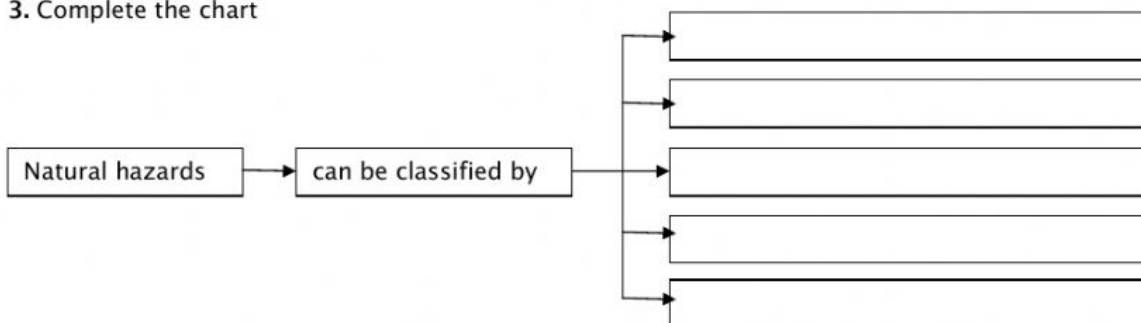 3. Complete the chart
Natural hazards
can be classified by